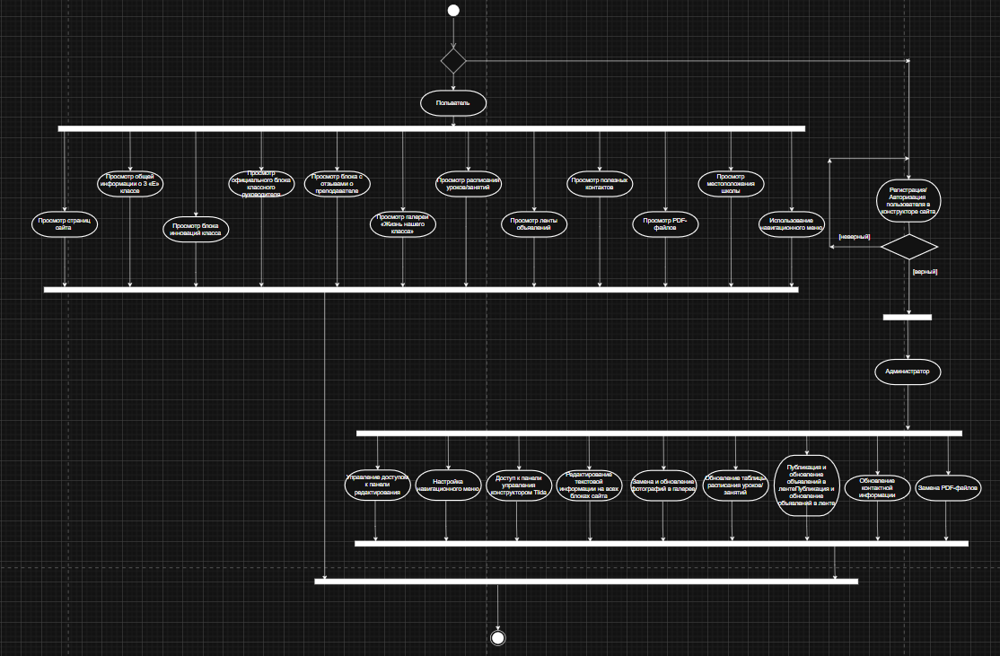 Польватель
Просмотр общей
информации о 3 «Е»
классе
Просмотр
официального блока
классного
руководителя
Просмотр блока с
отзывами о
преподавателе
Просмотр расписания
уроков/занятий
Просмотр полезных
контактов
Просмотр
местоположения
школы
Просмотр страниц
сайта
Просмотр блока
инноваций класса
Просмотр галереи
«Жизнь нашего
класса»
Просмотр ленты
объявлений
Просмотр PDF-
файлов
Использование
навигационного меню
Регистрация/
Авторизация
пользователя в
конструкторе сайта
[неверный]
[верный]
Администратор
Управление доступом
к панели
редактирования
Настройка
навигационного меню
Доступ к панели
управления
конструктором Tilda
Редактирование
текстовой
информации на всех
блоках сайта
Замена и обновление
фотографий в галерее
Обновление таблицы
расписания уроков/
занятий
Публикация и
обновление
объявлений в
лентеПубликация и
обновление
объявлений в ленте
Обновление
контактной
информации
Замена PDF-файлов